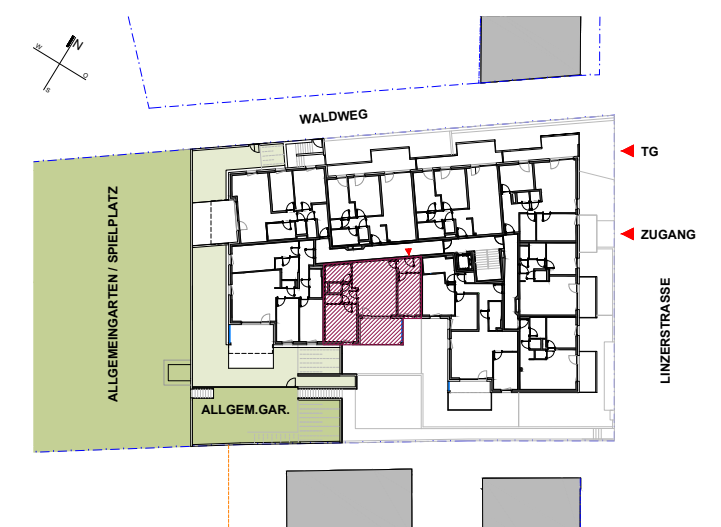 N
W
O
S
WALDWEG
TG
ZUGANG
ALLGEMEINGARTEN / SPIELPLATZ
LINZERSTRASSE
ALLGEM.GAR.